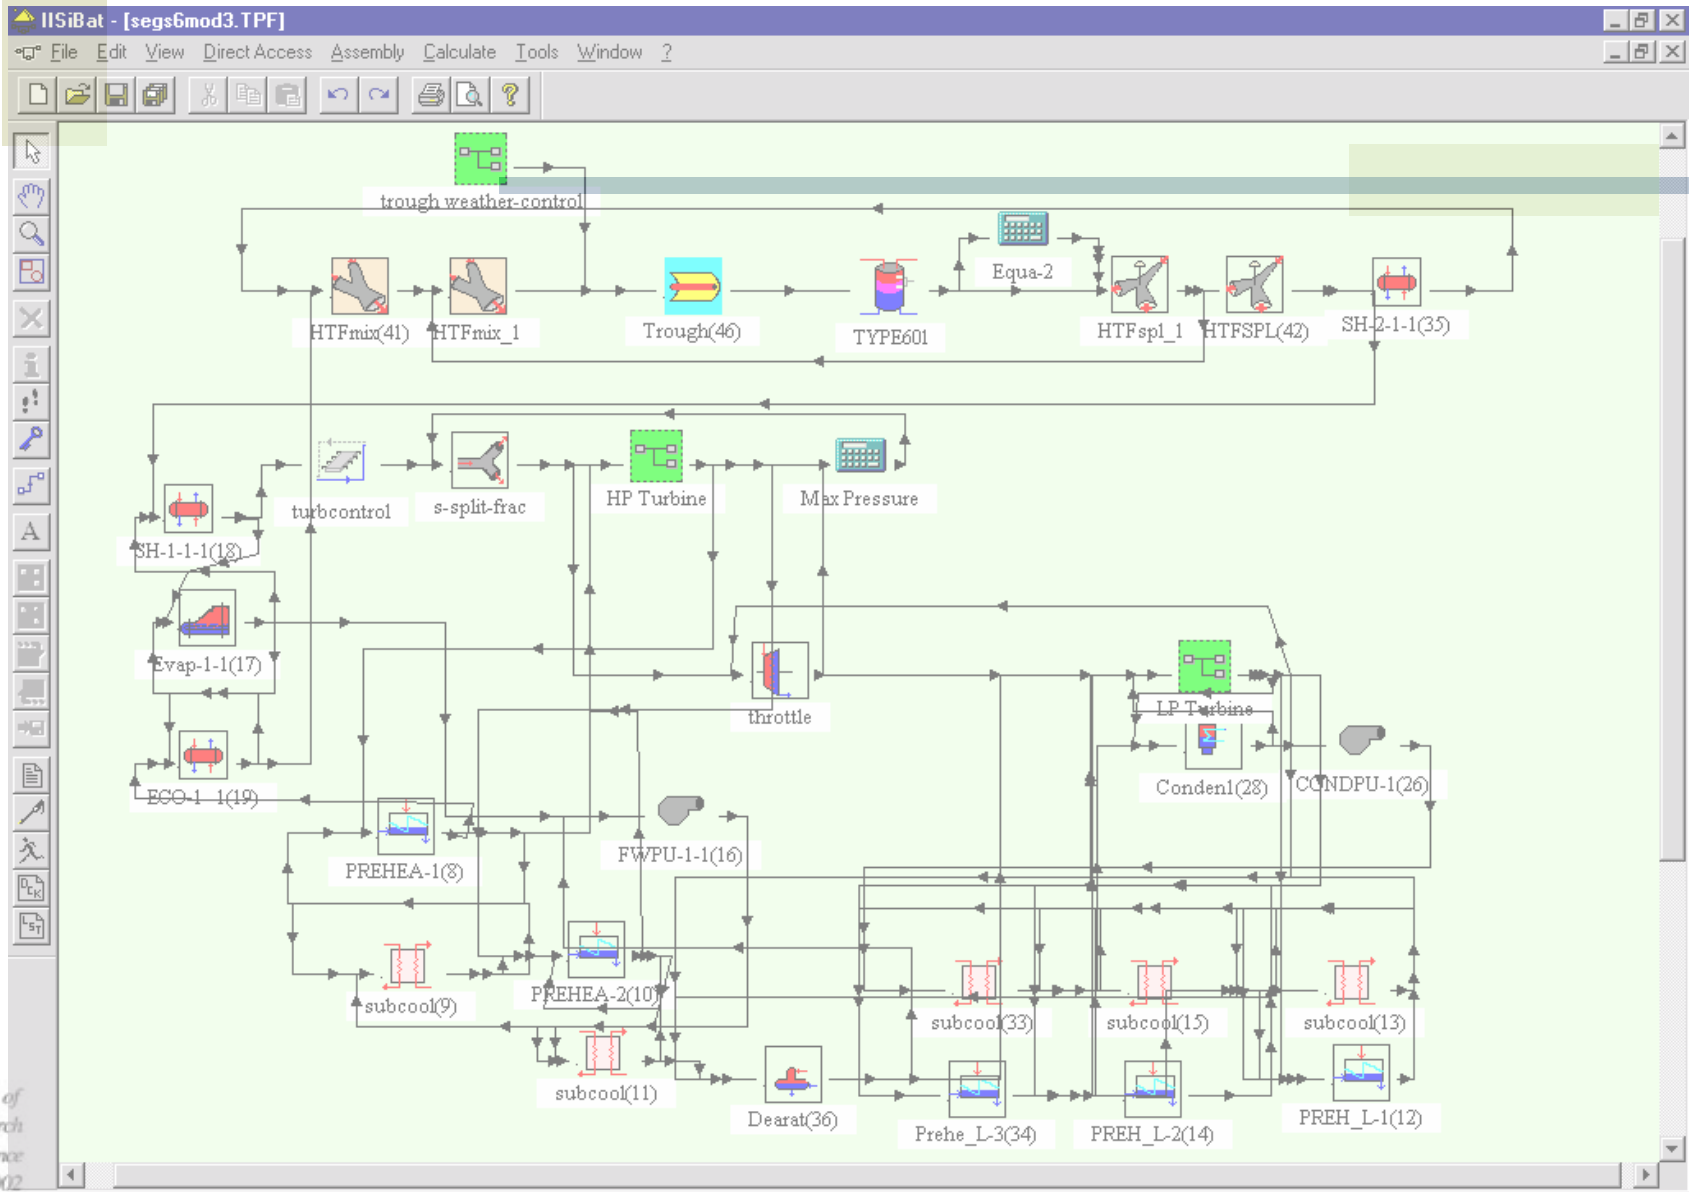 IISiBat - [segs6mod3.TPF]
File Edit View Direct Access Assembly Calculate Tools Window ?
trough weather-control
Equa-2
HTFmix(41)
HTFmix_1
Trough(46)
TYPE601
HTFspl_1
HTFSPL(42)
SH-2-1-1(35)
turbcontrol
s-split-frac
HP Turbine
Max Pressure
SH-1-1-1(18)
Evap-1-1(17)
throttle
LP Turbine
ECO-1-1(19)
Conden1(28)
CONDPU-1(26)
PREHEA-1(8)
FWPU-1-1(16)
subcool(9)
PREHEA-2(10)
subcool(33)
subcool(15)
subcool(13)
subcool(11)
Dearat(36)
Prehe_L-3(34)
PREH_L-2(14)
PREH_L-1(12)
A
DCK
LST
of